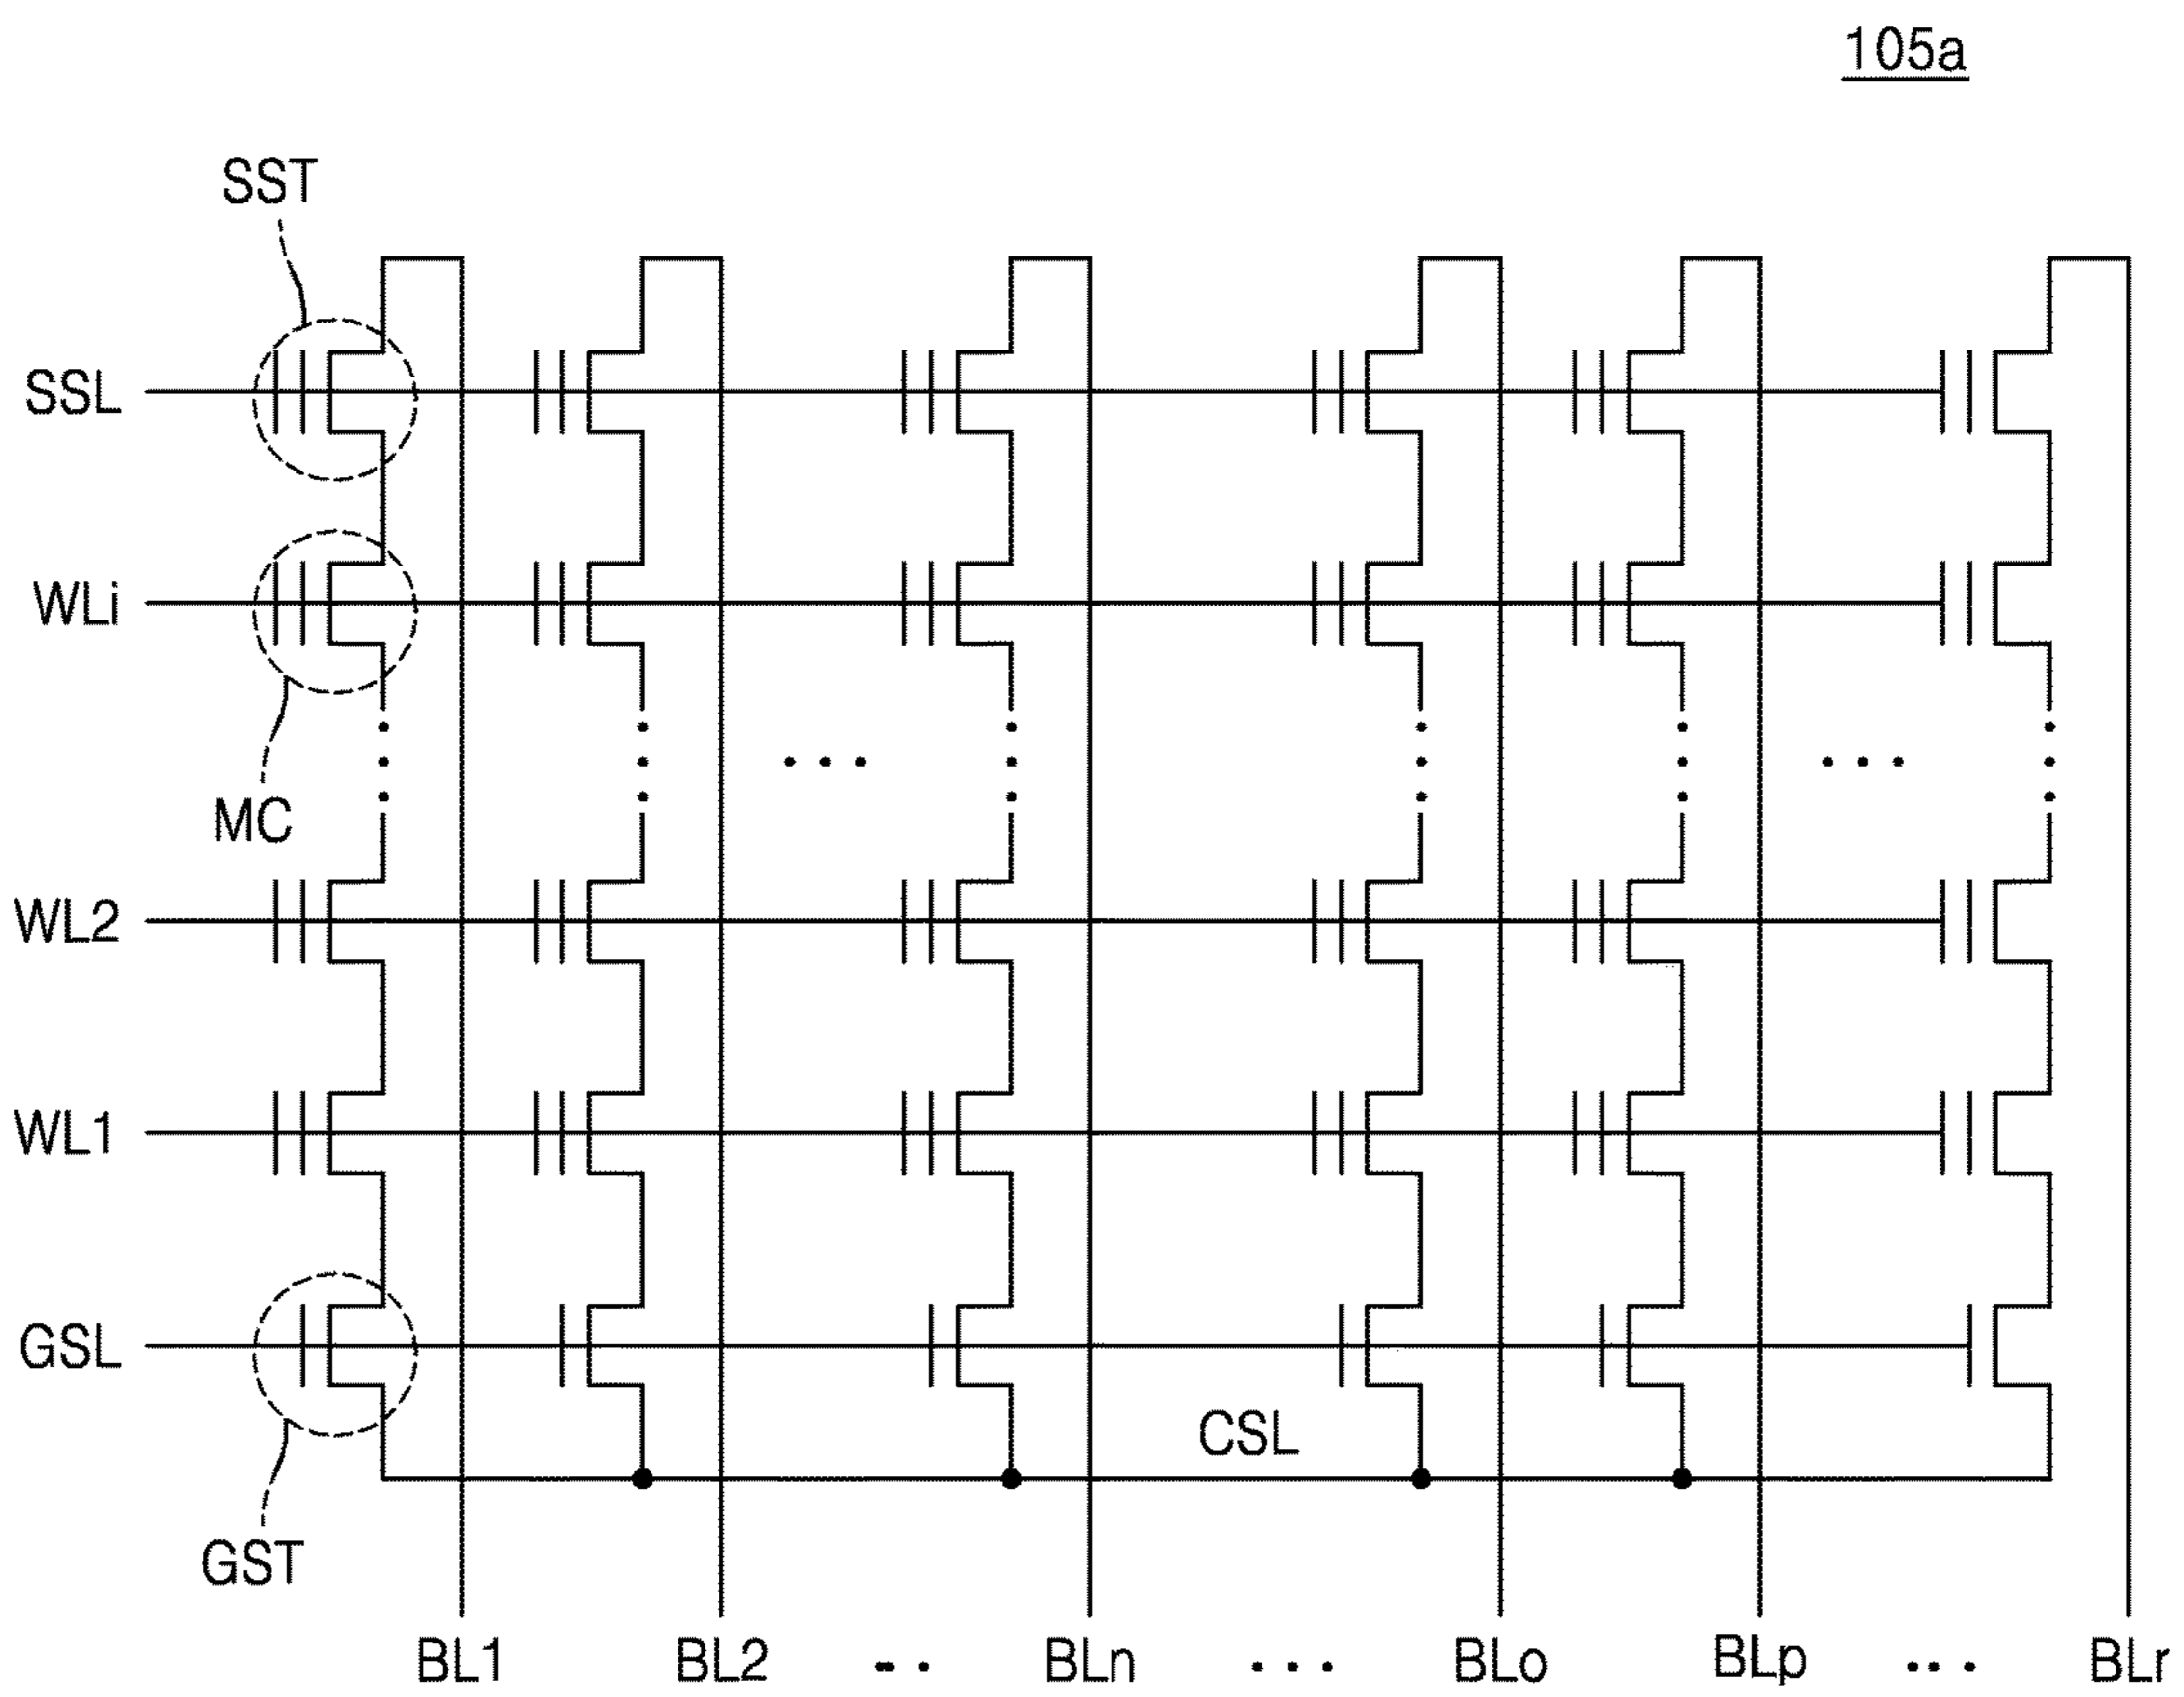 105a
SST
SSL
WLi
MC
WL2
WL1
GSL
CSL
GST
BL1 BL2 ... BLn ... BLo BLp ... BLr